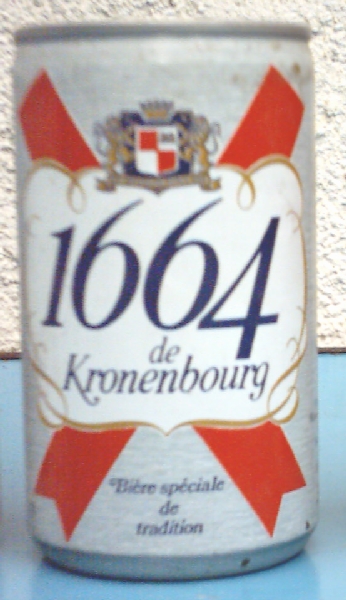 1664
de
Kronenbourg
Bière spéciale
de
tradition